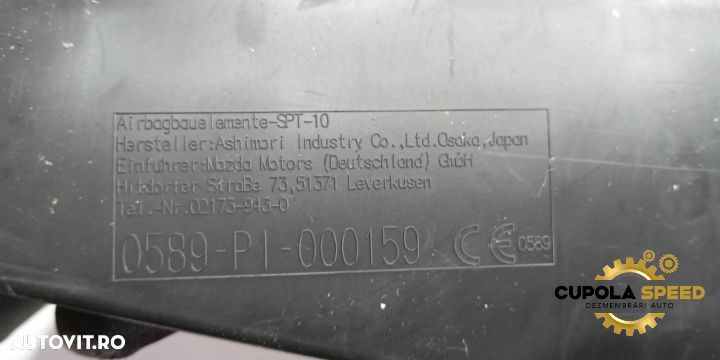 Airbagbauelemente-SPT-10
Hersteller:Ashimori Industry Co.,Ltd.Osaka,Japan
Einfuhrer:Mazda Motors (Deutschland) GmbH
Hitdorfer Straße 73,51371 Leverkusen
Tel.-Nr.02173-943-0
0589-P1-000159 CE 0589
CUPOLA SPEED
DEZMEMBRĂRI AUTO
AUTOVIT.RO